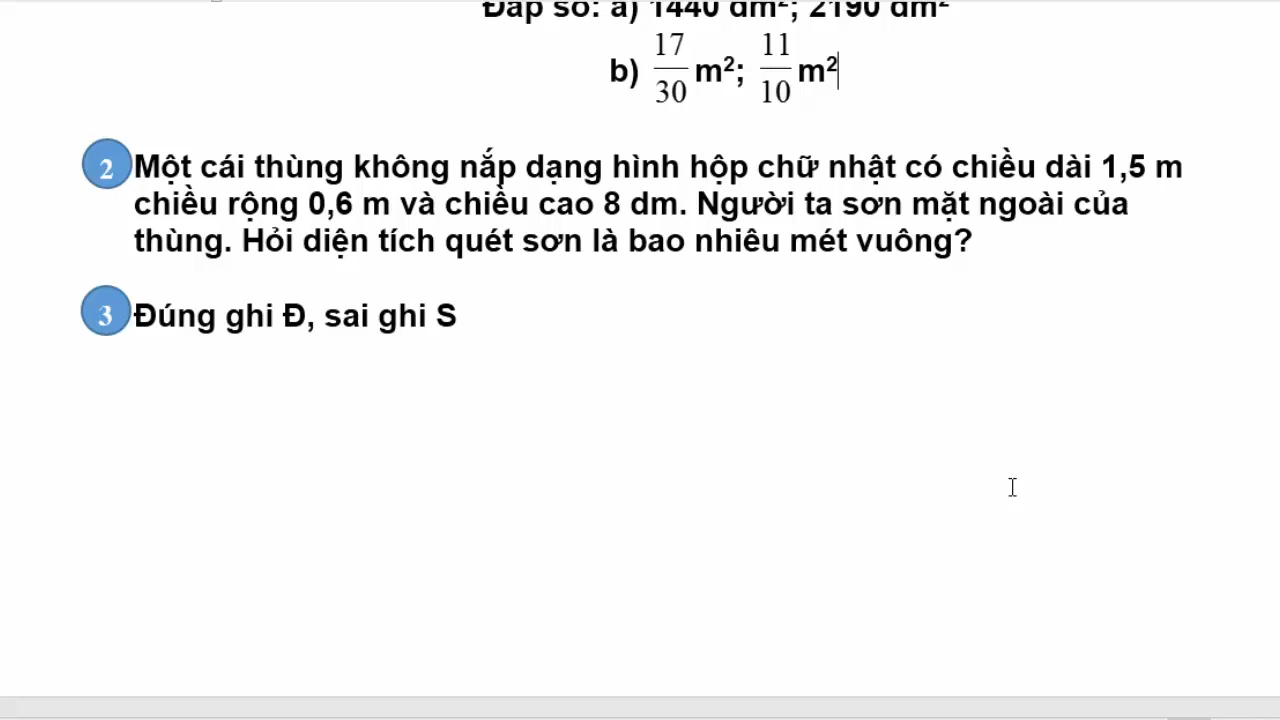 Đáp số: a) 1440 dm²; 2190 dm²
b) 17/30 m²; 11/10 m²
2 Một cái thùng không nắp dạng hình hộp chữ nhật có chiều dài 1,5 m
chiều rộng 0,6 m và chiều cao 8 dm. Người ta sơn mặt ngoài của
thùng. Hỏi diện tích quét sơn là bao nhiêu mét vuông?
3 Đúng ghi Đ, sai ghi S